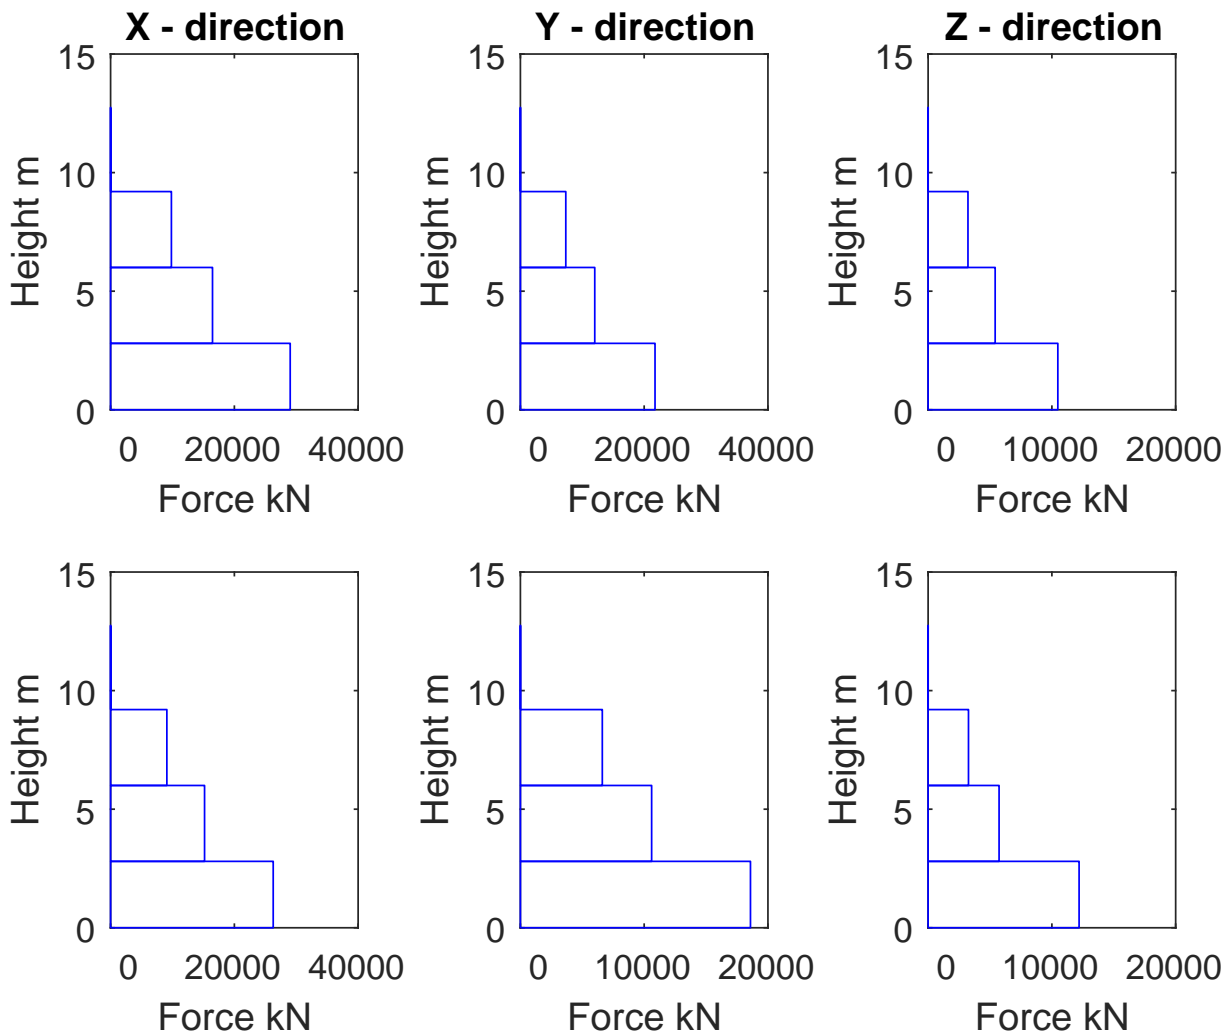 X - direction
Y - direction
Z - direction
15
10
5
0
Height m
0 20000 40000
Force kN
15
10
5
0
Height m
0 20000 40000
Force kN
15
10
5
0
Height m
0 10000 20000
Force kN
15
10
5
0
Height m
0 20000 40000
Force kN
15
10
5
0
Height m
0 10000 20000
Force kN
15
10
5
0
Height m
0 10000 20000
Force kN